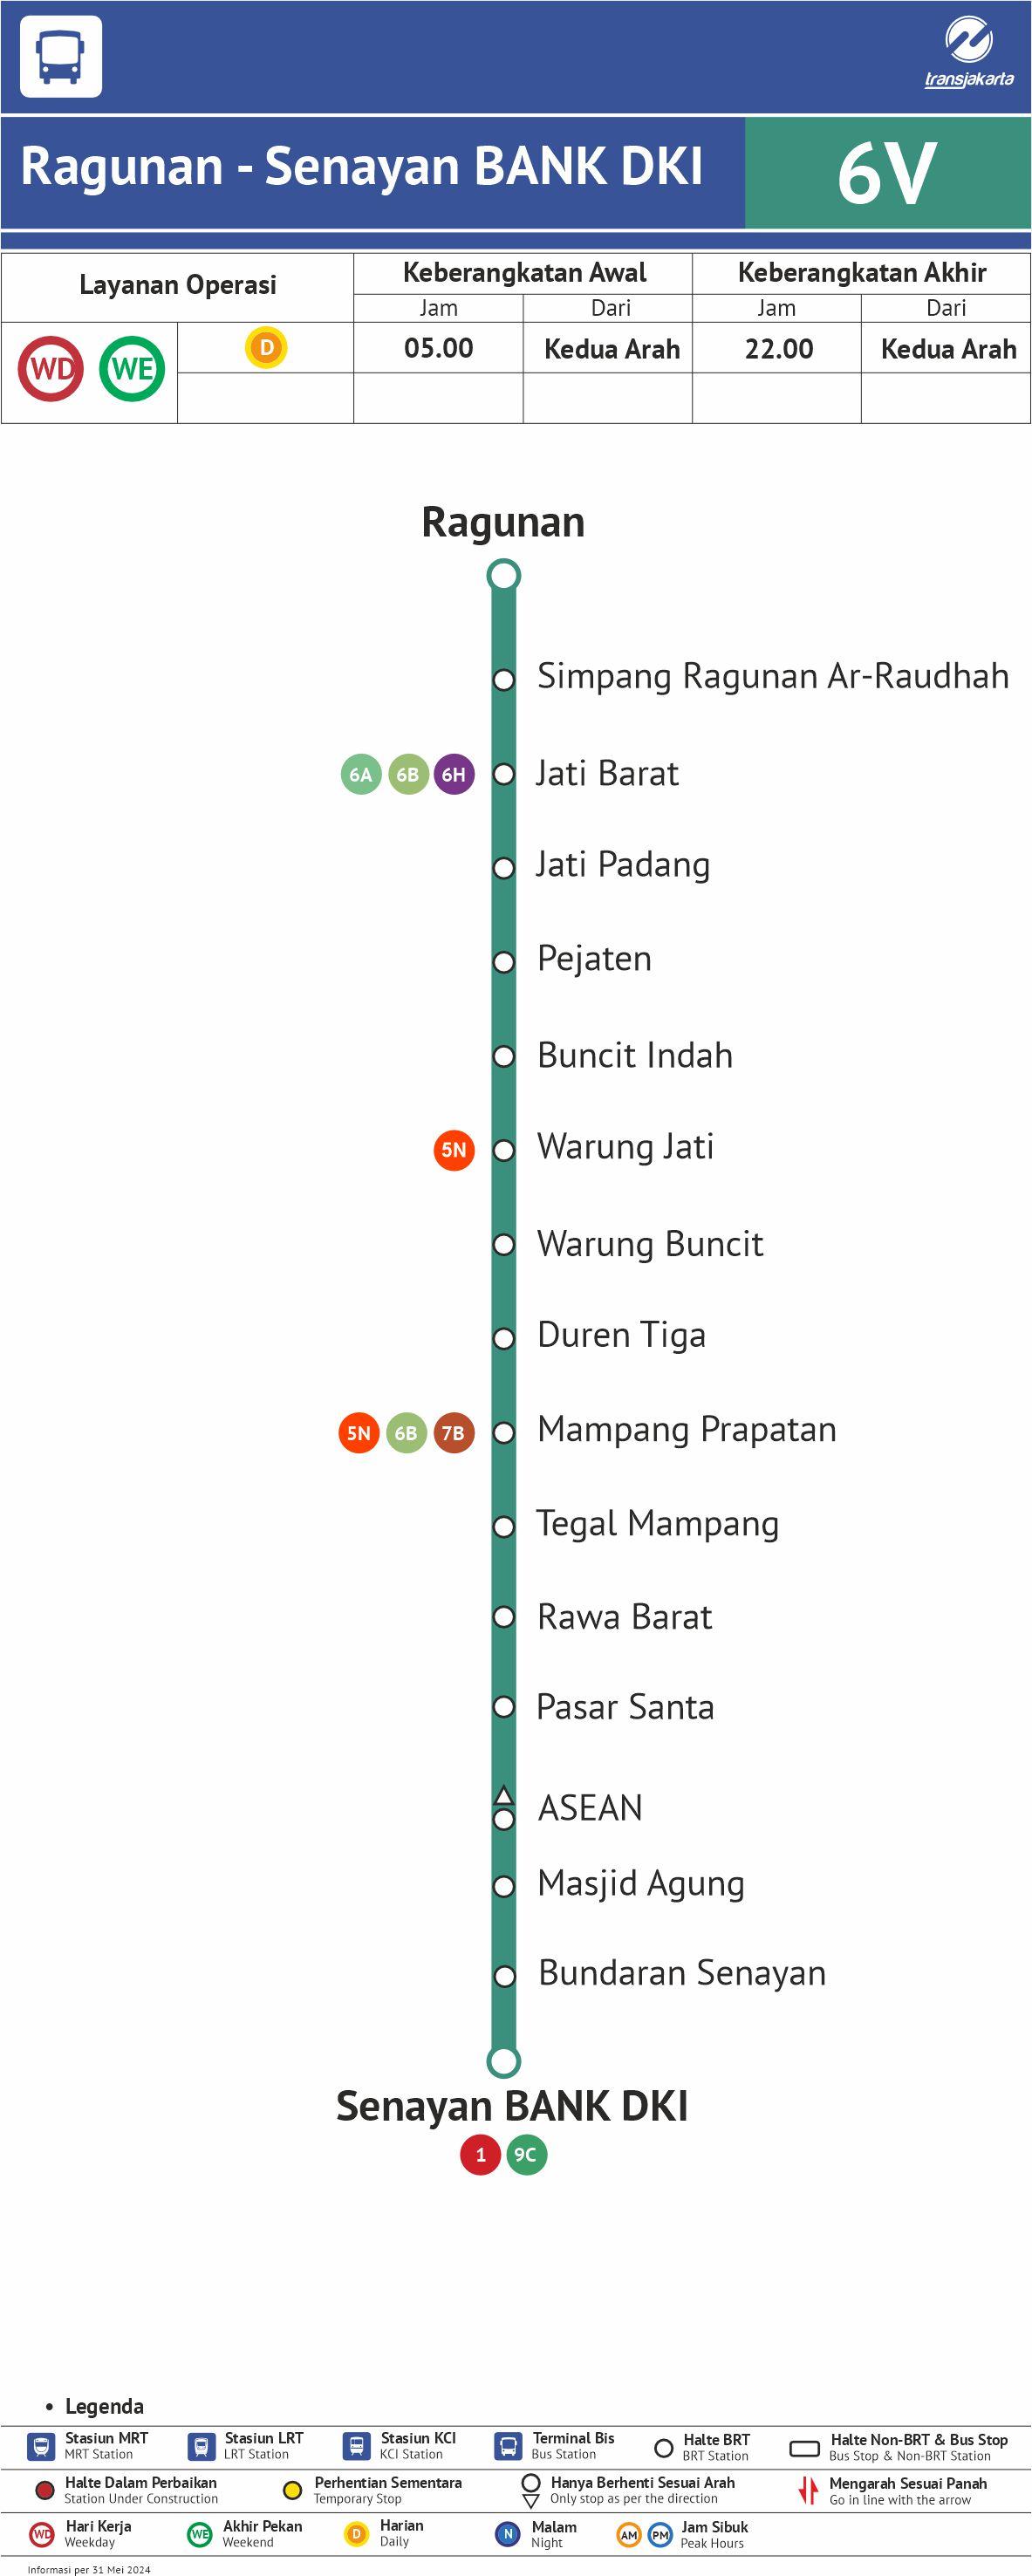 transjakarta
Ragunan - Senayan BANK DKI
6V
Layanan Operasi
Keberangkatan Awal
Keberangkatan Akhir
Jam
Dari
Jam
Dari
WD
WE
D
05.00
Kedua Arah
22.00
Kedua Arah
Ragunan
Simpang Ragunan Ar-Raudhah
6A 6B 6H Jati Barat
Jati Padang
Pejaten
Buncit Indah
5N Warung Jati
Warung Buncit
Duren Tiga
5N 6B 7B Mampang Prapatan
Tegal Mampang
Rawa Barat
Pasar Santa
ASEAN
Masjid Agung
Bundaran Senayan
Senayan BANK DKI
1 9C
• Legenda
Stasiun MRT
MRT Station
Stasiun LRT
LRT Station
Stasiun KCI
KCI Station
Terminal Bis
Bus Station
Halte BRT
BRT Station
Halte Non-BRT & Bus Stop
Bus Stop & Non-BRT Station
Halte Dalam Perbaikan
Station Under Construction
Perhentian Sementara
Temporary Stop
Hanya Berhenti Sesuai Arah
Only stop as per the direction
Mengarah Sesuai Panah
Go in line with the arrow
WD
Hari Kerja
Weekday
WE
Akhir Pekan
Weekend
D
Harian
Daily
N
Malam
Night
AM PM
Jam Sibuk
Peak Hours
Informasi per 31 Mei 2024